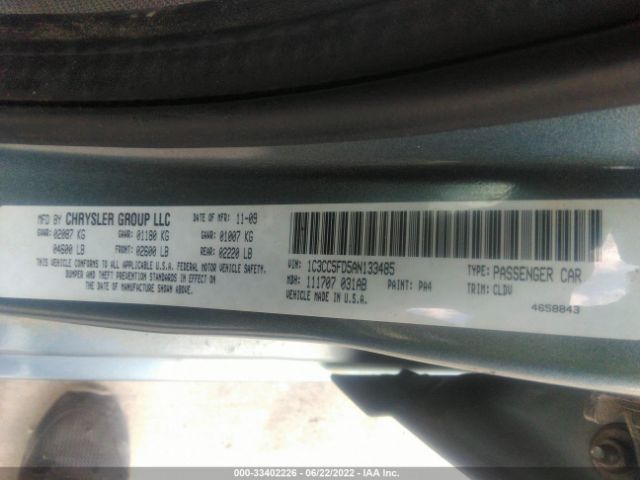 MFD BY CHRYSLER GROUP LLC DATE OF MFR 11-09
GVWR: 02087 KG GAWR 01180 KG GAWR 01007 KG
04600 LB FRONT: 02600 LB REAR: 02220 LB
THIS VEHICLE CONFORMS TO ALL U.S.A. FEDERAL MOTOR VEHICLE SAFETY,
BUMPER AND THEFT PREVENTION STANDARDS IN EFFECT ON
THE DATE OF MANUFACTURE SHOWN ABOVE.
VIN: 1C3CC5FD5AN133485 TYPE: PASSENGER CAR
MDH: 111707 031AB PAINT: PA4 TRIM: CLDV
VEHICLE MADE IN U.S.A. 4658843
000-33402226 - 06/22/2022 - IAA Inc.